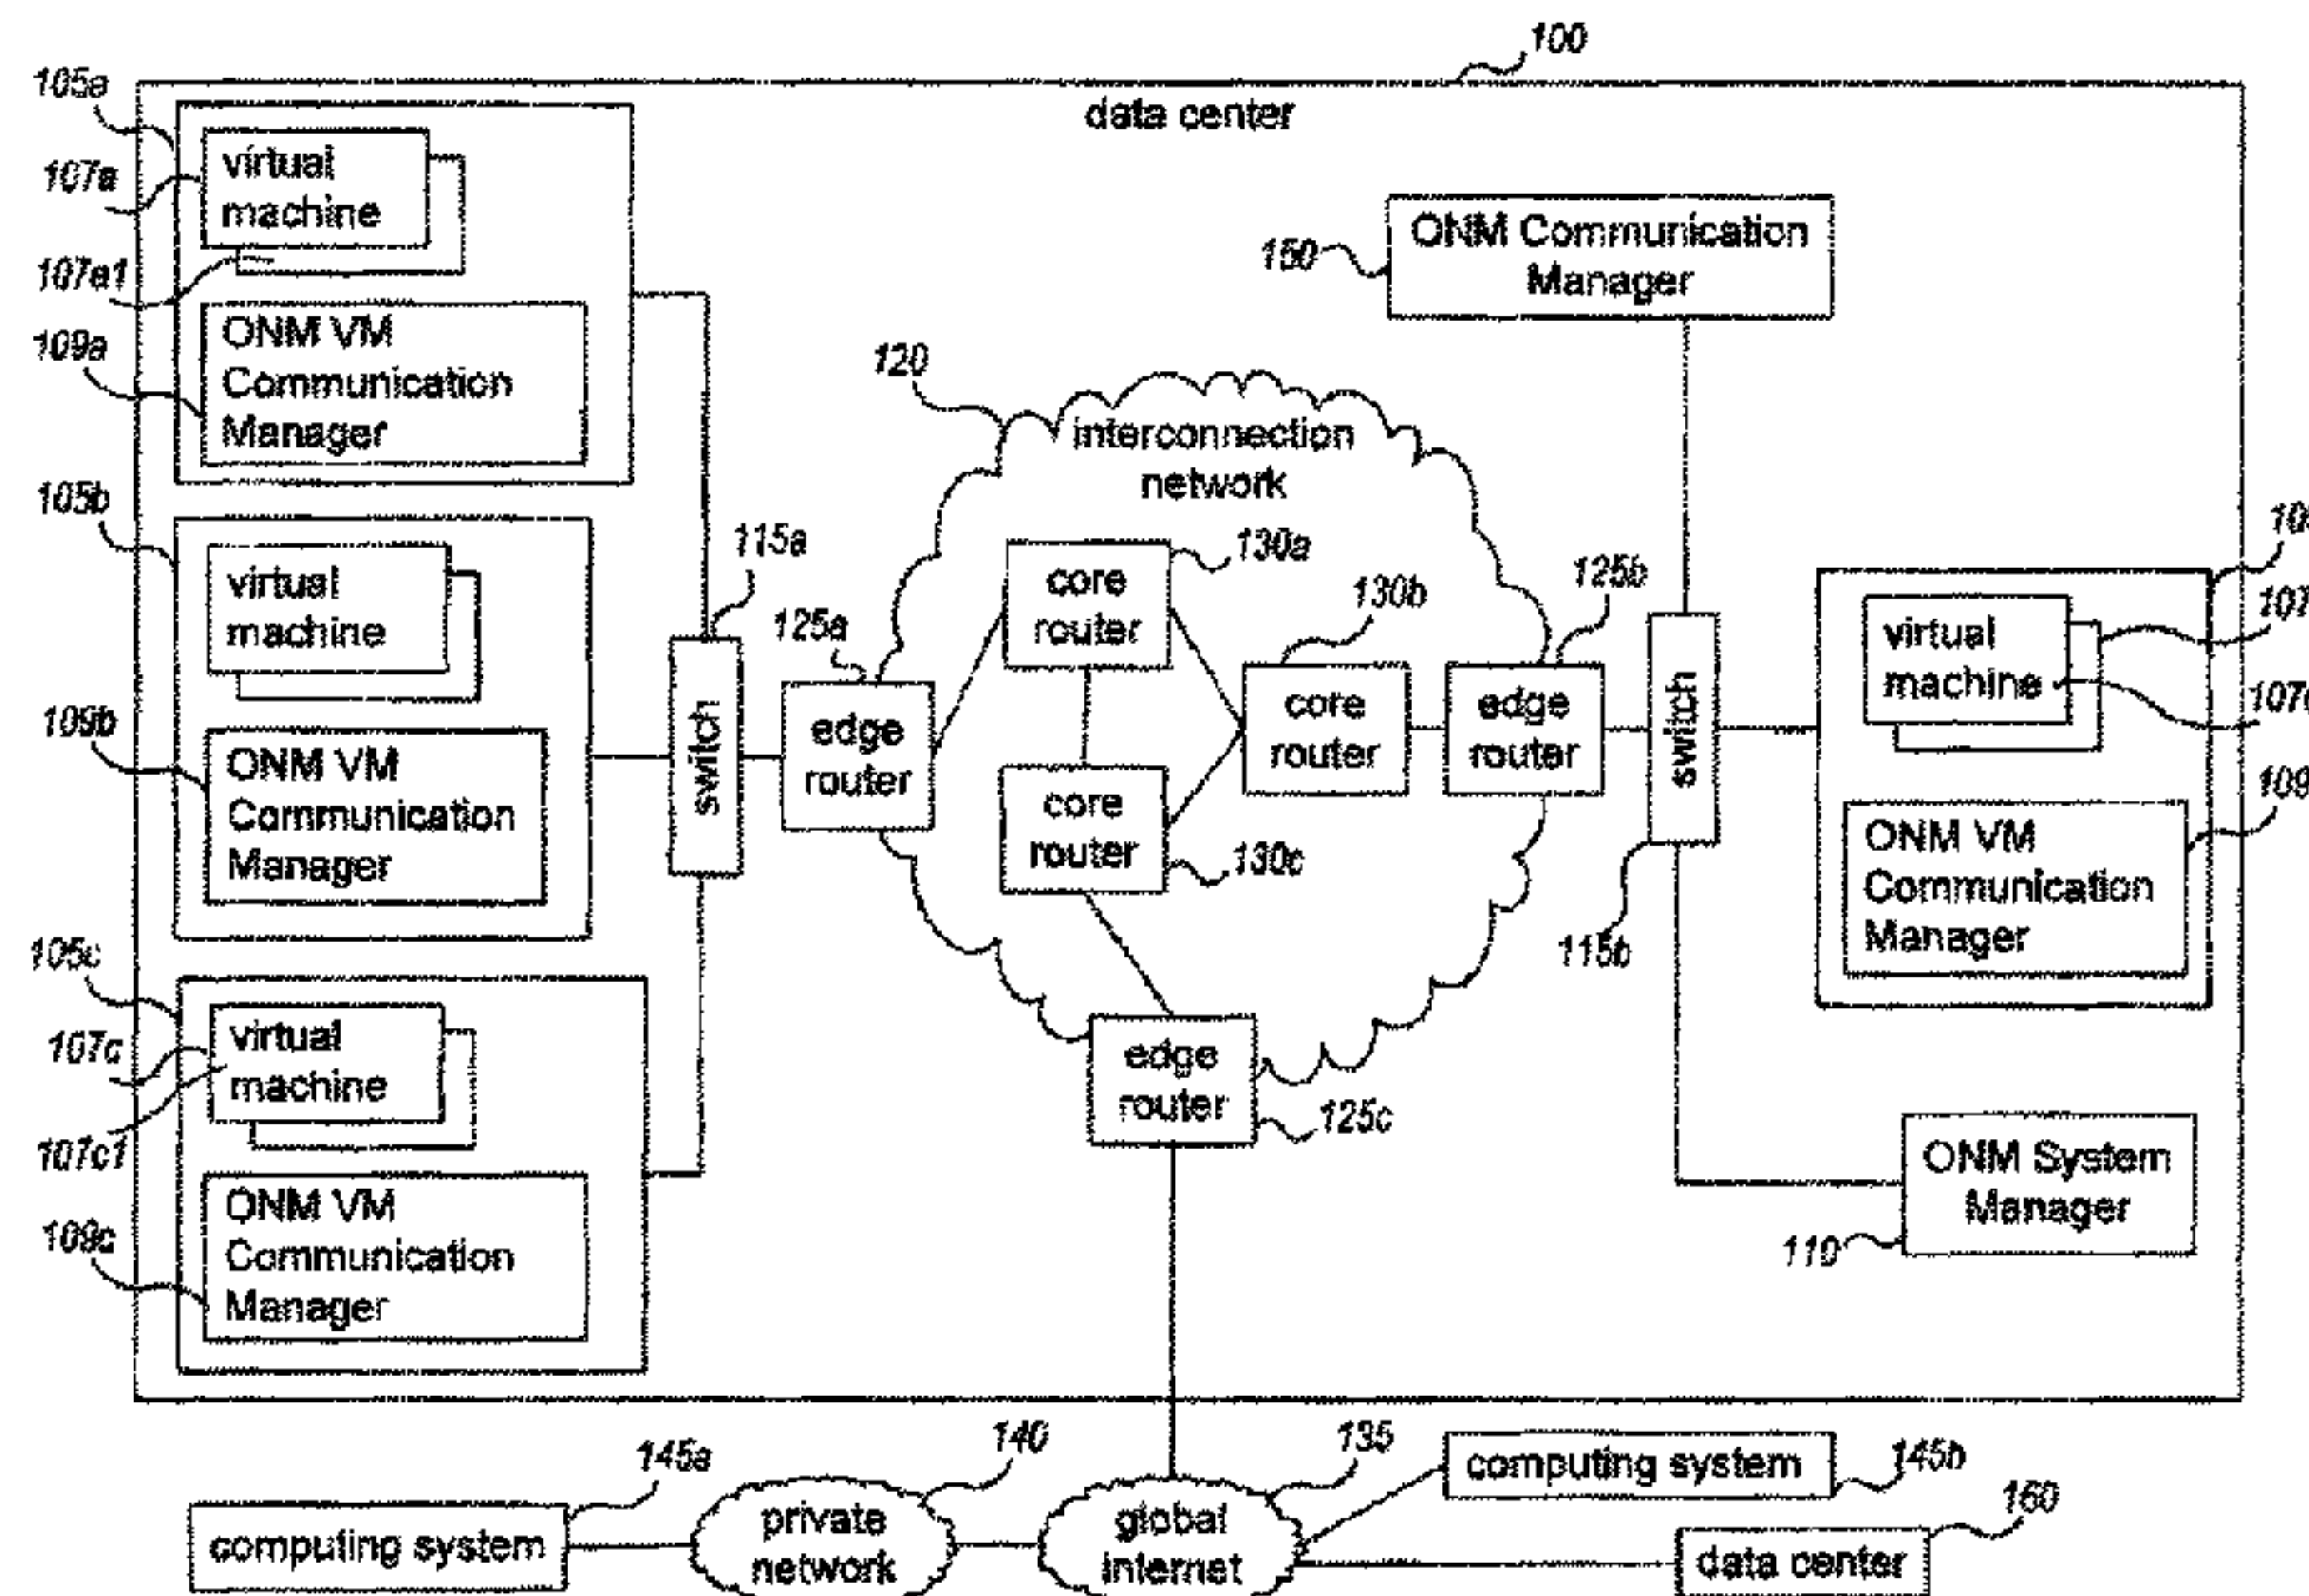 100
data center
105a
107a
107a1
109a
virtual
machine
ONM VM
Communication
Manager
105b
109b
virtual
machine
ONM VM
Communication
Manager
105c
107c
107c1
109c
virtual
machine
ONM VM
Communication
Manager
115a
switch
125a
edge
router
120
interconnection
network
130a
core
router
130b
core
router
130c
core
router
125b
edge
router
125c
edge
router
150
ONM Communication
Manager
switch
115b
virtual
machine
ONM VM
Communication
Manager
10
107
107
109
ONM System
Manager
110
145a
computing system
140
private
network
135
global
internet
computing system
145b
160
data center